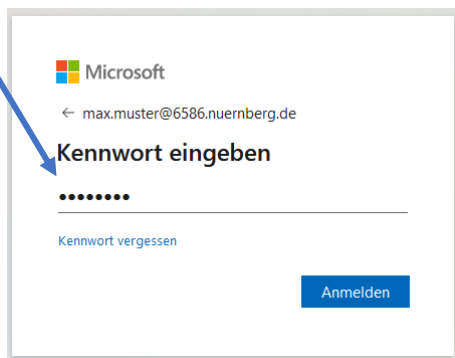 Microsoft
← max.muster@6586.nuernberg.de
Kennwort eingeben
••••••••
Kennwort vergessen
Anmelden